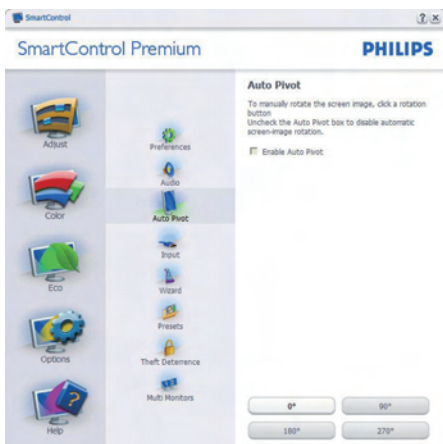 SmartControl
SmartControl Premium
PHILIPS
Adjust
Color
Eco
Options
Help
Preferences
Audio
Auto Pivot
Input
Wizard
Presets
Theft Deterrence
Multi Monitors
Auto Pivot
To manually rotate the screen image, click a rotation
button
Uncheck the Auto Pivot box to disable automatic
screen-image rotation.
Enable Auto Pivot
0°
90°
180°
270°